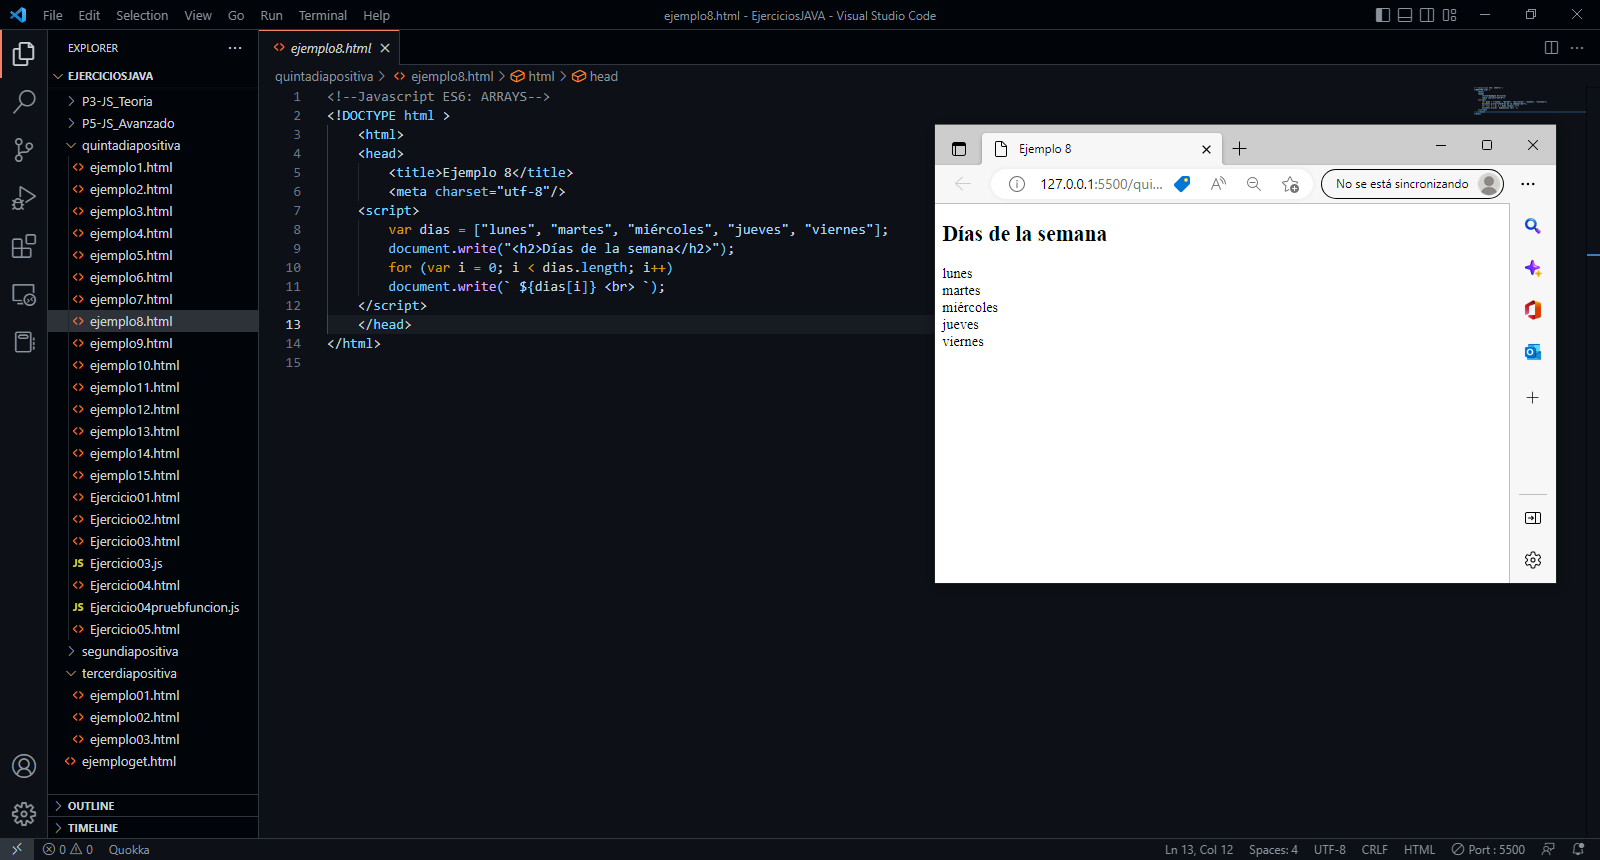 File Edit Selection View Go Run Terminal Help
ejemplo8.html - EjerciciosJAVA - Visual Studio Code
EXPLORER
EJERCICIOSJAVA
P3-JS_Teoria
P5-JS_Avanzado
quintadiapositiva
ejemplo1.html
ejemplo2.html
ejemplo3.html
ejemplo4.html
ejemplo5.html
ejemplo6.html
ejemplo7.html
ejemplo8.html
ejemplo9.html
ejemplo10.html
ejemplo11.html
ejemplo12.html
ejemplo13.html
ejemplo14.html
ejemplo15.html
Ejercicio01.html
Ejercicio02.html
Ejercicio03.html
JS Ejercicio03.js
Ejercicio04.html
JS Ejercicio04pruebfuncion.js
Ejercicio05.html
segundiapositiva
tercerdiapositiva
ejemplo01.html
ejemplo02.html
ejemplo03.html
ejemploget.html
OUTLINE
TIMELINE
ejemplo8.html
quintadiapositiva > ejemplo8.html > html > head
1 <!--Javascript ES6: ARRAYS-->
2 <!DOCTYPE html >
3 <html>
4 <head>
5 <title>Ejemplo 8</title>
6 <meta charset="utf-8"/>
7 <script>
8 var dias = ["lunes", "martes", "miércoles", "jueves", "viernes"];
9 document.write("<h2>Días de la semana</h2>");
10 for (var i = 0; i < dias.length; i++)
11 document.write(` ${dias[i]} <br> `);
12 </script>
13 </head>
14 </html>
15
Ejemplo 8
127.0.0.1:5500/qui...
No se está sincronizando
Días de la semana
lunes
martes
miércoles
jueves
viernes
0 0 Quokka
Ln 13, Col 12 Spaces: 4 UTF-8 CRLF HTML Port : 5500